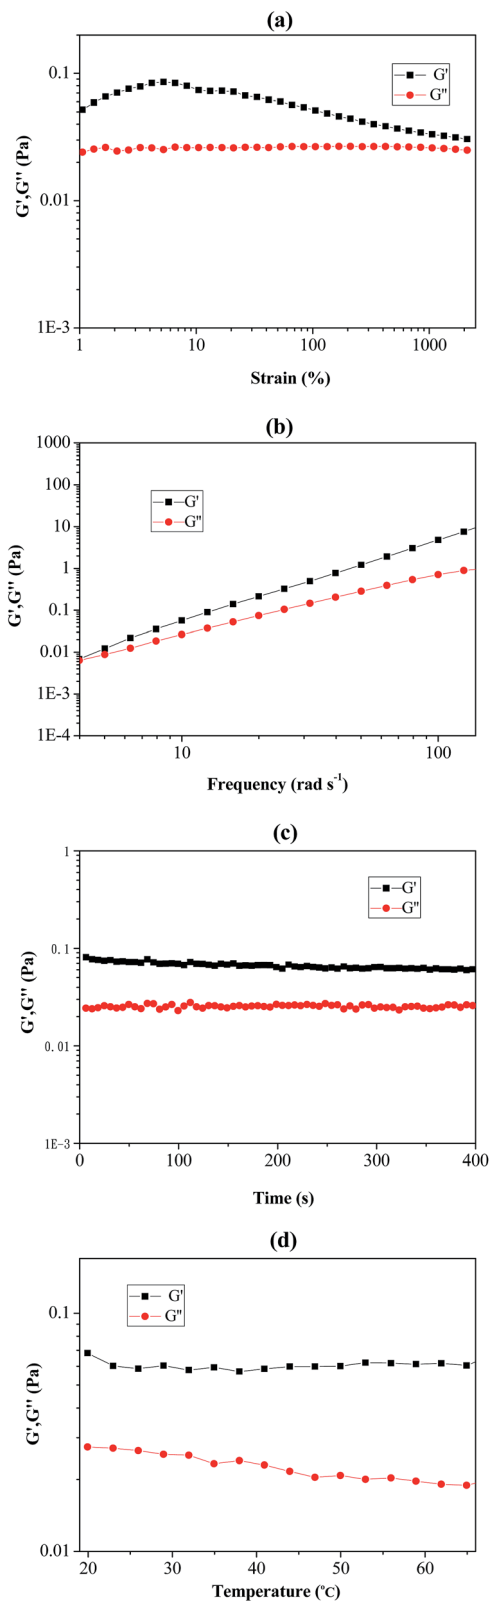 (a)
0.1
0.01
1E-3
G',G'' (Pa)
G'
G''
1 10 100 1000
Strain (%)
(b)
1000
100
10
1
0.1
0.01
1E-3
1E-4
G',G'' (Pa)
G'
G''
10 100
Frequency (rad s-1)
(c)
1
0.1
0.01
1E-3
G',G'' (Pa)
G'
G''
0 100 200 300 400
Time (s)
(d)
0.1
0.01
G',G'' (Pa)
G'
G''
20 30 40 50 60
Temperature (°C)